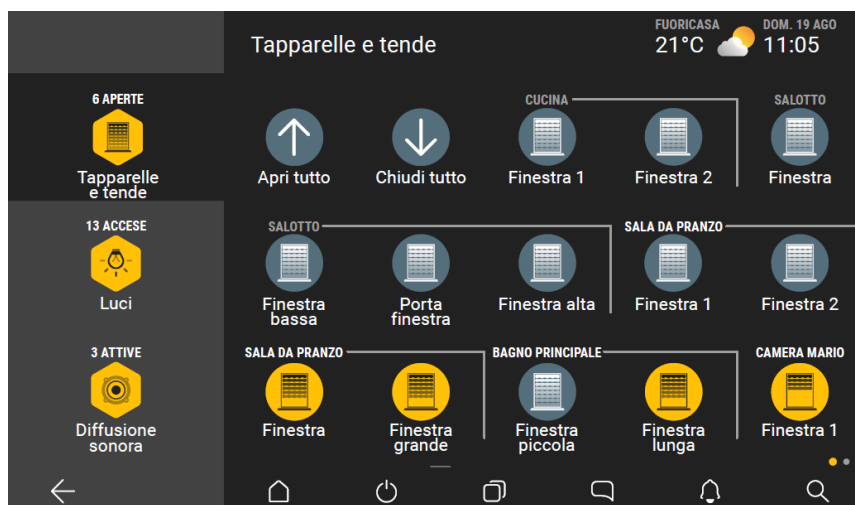 Tapparelle e tende
FUORICASA
21°C
DOM. 19 AGO
11:05
6 APERTE
Tapparelle
e tende
13 ACCESE
Luci
3 ATTIVE
Diffusione
sonora
CUCINA
SALOTTO
Apri tutto
Chiudi tutto
Finestra 1
Finestra 2
Finestra
SALOTTO
SALA DA PRANZO
Finestra
bassa
Porta
finestra
Finestra alta
Finestra 1
Finestra 2
SALA DA PRANZO
BAGNO PRINCIPALE
CAMERA MARIO
Finestra
Finestra
grande
Finestra
piccola
Finestra
lunga
Finestra 1